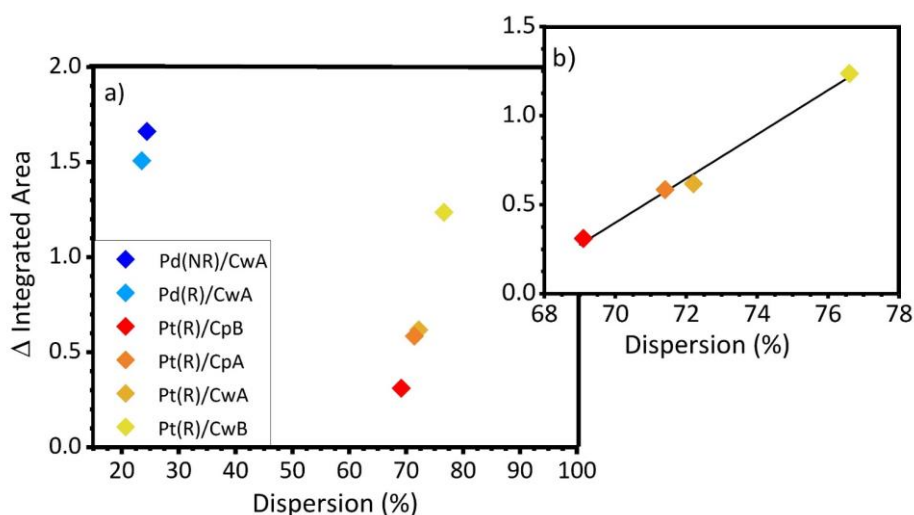 a)
Δ Integrated Area
2.0
1.5
1.0
0.5
0.0
Pd(NR)/CwA
Pd(R)/CwA
Pt(R)/CpB
Pt(R)/CpA
Pt(R)/CwA
Pt(R)/CwB
20 30 40 50 60 70 80 90 100
Dispersion (%)
b)
1.5
1.0
0.5
0.0
68 70 72 74 76 78
Dispersion (%)